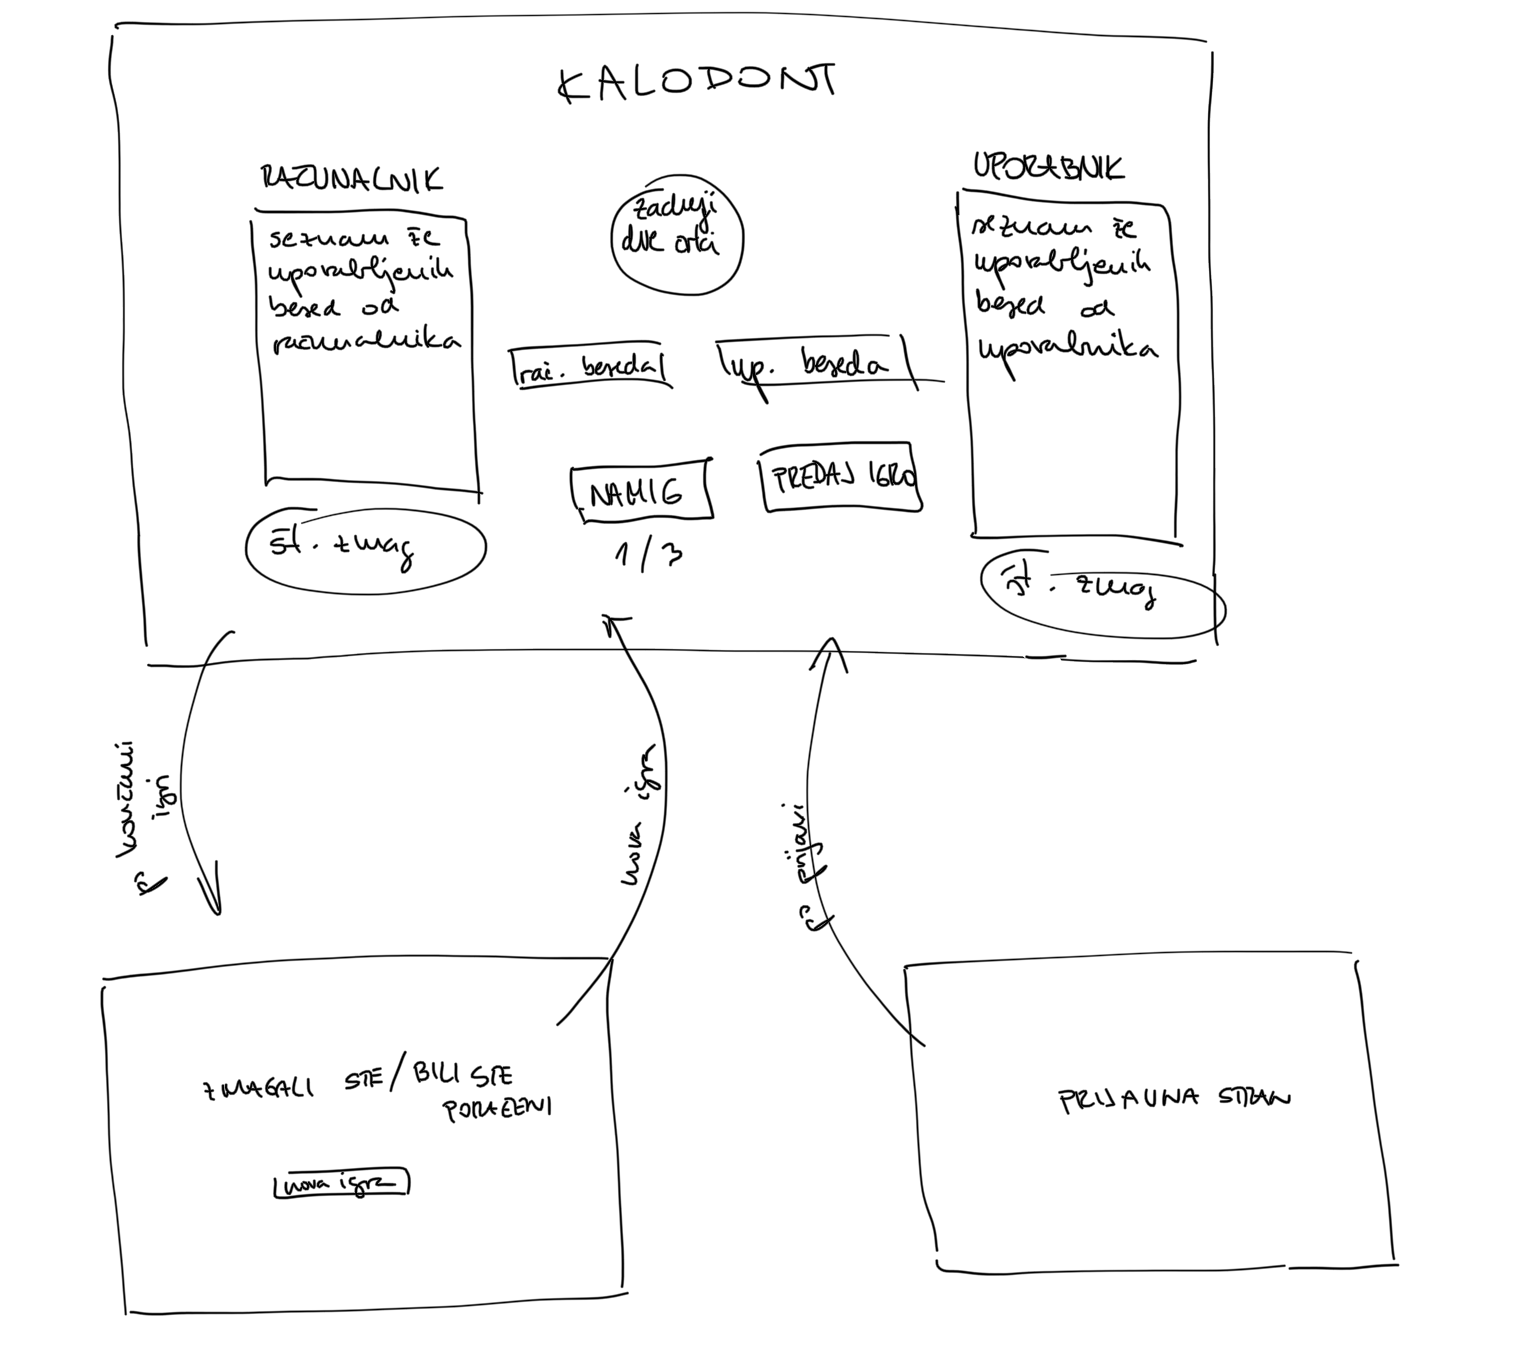 KALODONT
RAČUNALNIK
seznam že
uporabljenih
besed od
računalnika
zadnji
dve črki
UPORABNIK
seznam že
uporabljenih
besed od
uporabnika
rač. beseda
up. beseda
NAMIG
1/3
PREDAJ IGRO
št. zmag
št. zmag
po končani
igri
nova igra
po prijavi
ZMAGALI STE/BILI STE
PORAŽENI
nova igra
PRIJAVNA STRAN